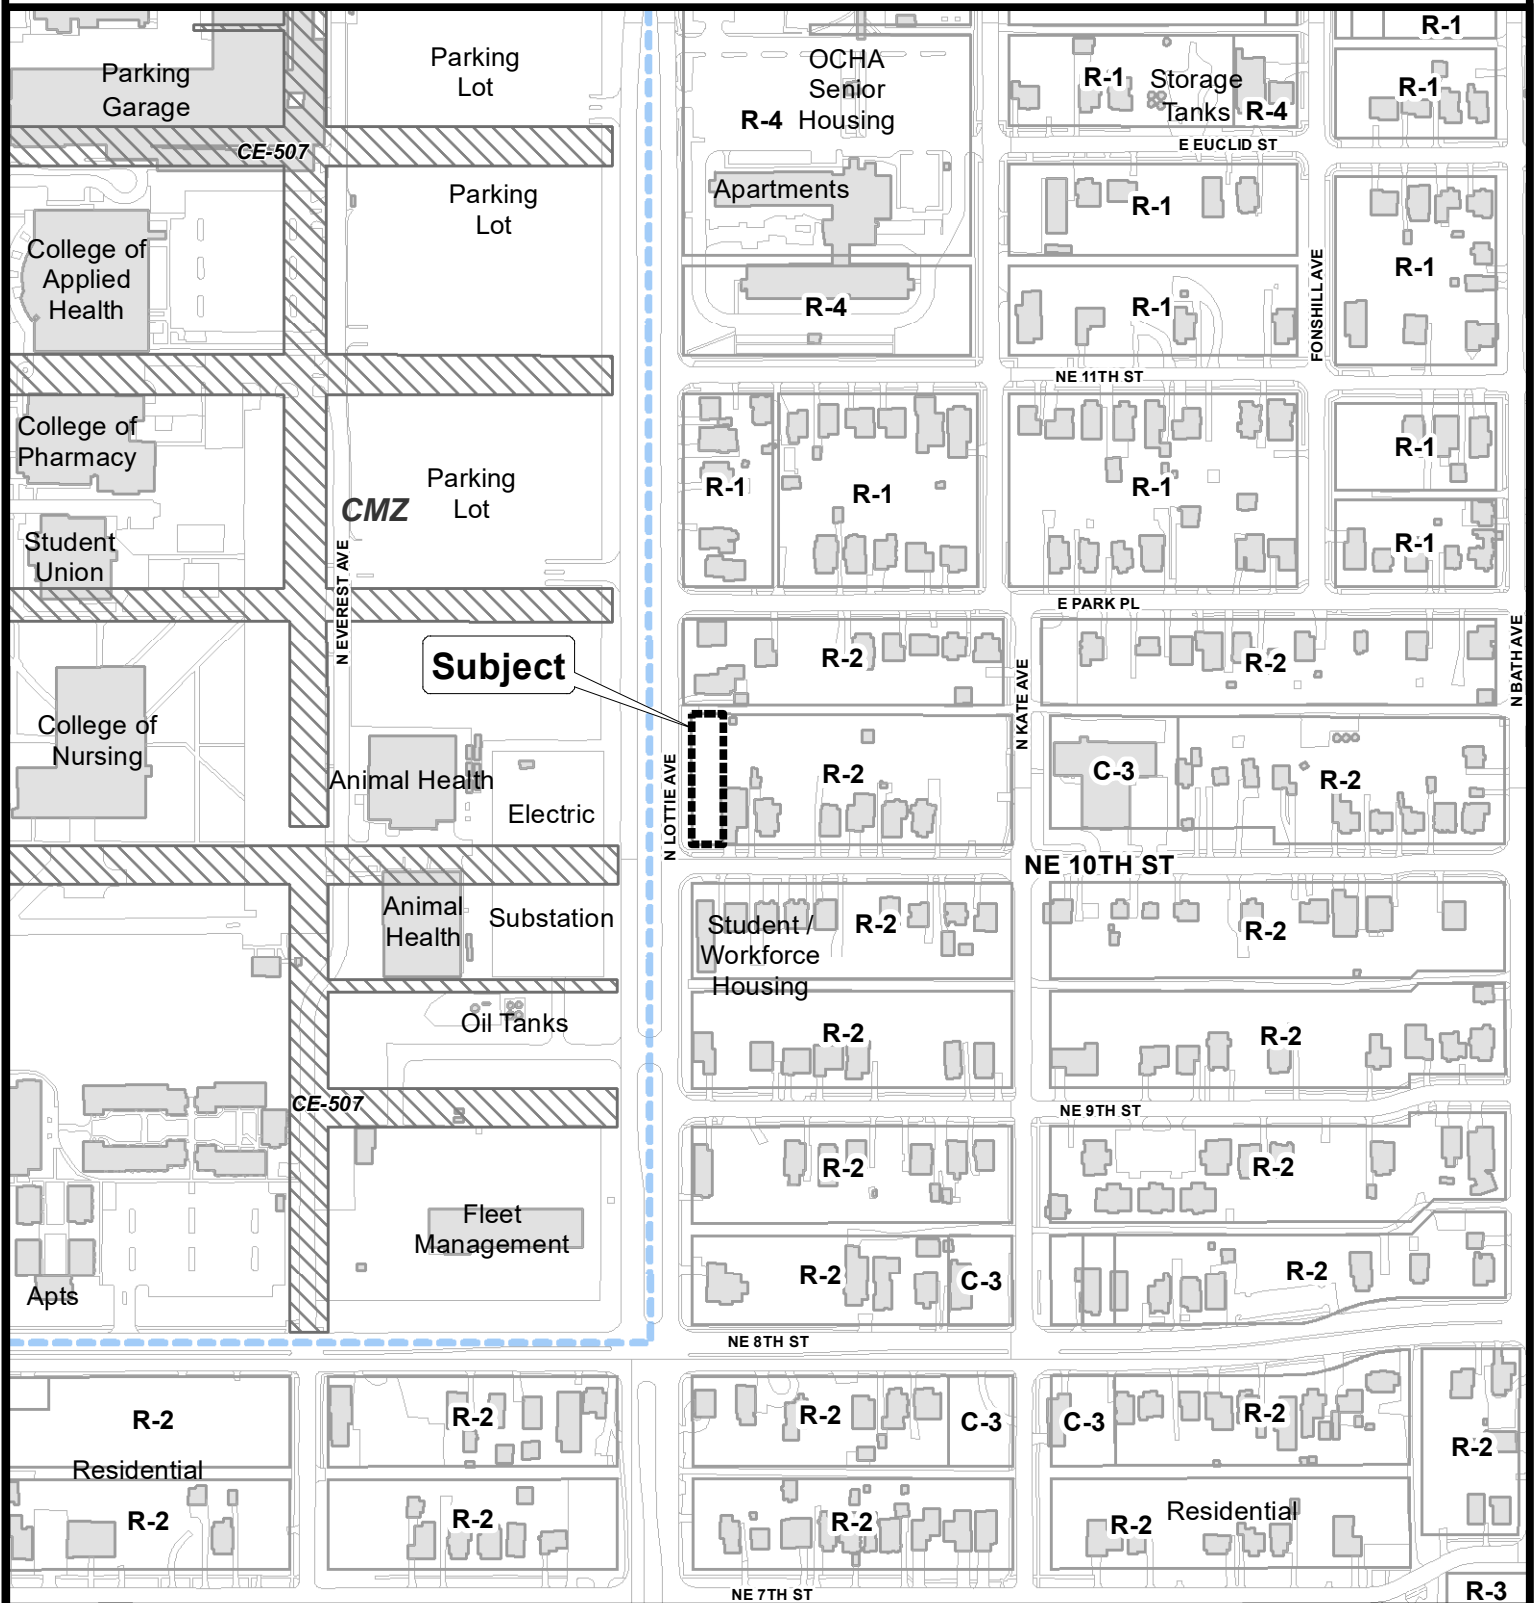 R-1
Parking
Lot
OCHA
Senior
Housing
R-4
Parking
Garage
R-1
Storage
Tanks
R-4
R-1
CE-507
E EUCLID ST
Parking
Lot
Apartments
R-1
College of
Applied
Health
R-4
R-1
FONSHILL AVE
R-1
NE 11TH ST
College of
Pharmacy
Parking
Lot
CMZ
R-1
R-1
R-1
R-1
Student
Union
N EVEREST AVE
R-1
E PARK PL
Subject
R-2
N KATE AVE
R-2
N BATH AVE
College of
Nursing
Animal Health
Electric
N LOTTIE AVE
R-2
C-3
R-2
NE 10TH ST
Animal
Health
Substation
Student /
Workforce
Housing
R-2
R-2
Oil Tanks
R-2
R-2
CE-507
NE 9TH ST
R-2
R-2
Fleet
Management
R-2
C-3
R-2
Apts
NE 8TH ST
R-2
R-2
R-2
C-3
C-3
R-2
R-2
Residential
R-2
R-2
R-2
R-2
Residential
NE 7TH ST
R-3